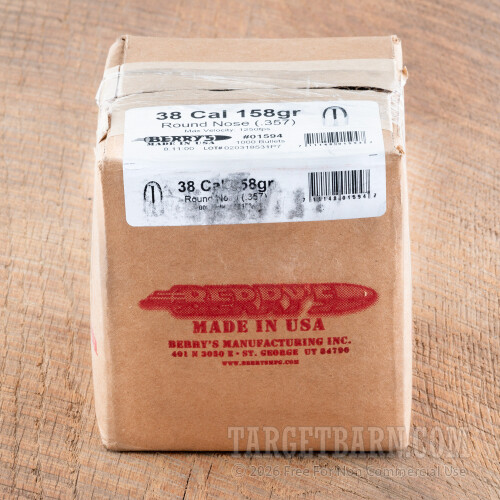 38 Cal 158gr
Round Nose (.357)
Max Velocity 1250fps
BERRY'S #01594
MADE IN USA 1000 Bullets
LOT#
38 Cal 158gr
Round Nose (.357)
BERRY'S
MADE IN USA
BERRY'S MANUFACTURING INC.
401 N 3050 E • ST. GEORGE UT 84790
WWW.BERRYSMFG.COM
TARGETBARN.COM
© 2026 Free For Non Commercial Use